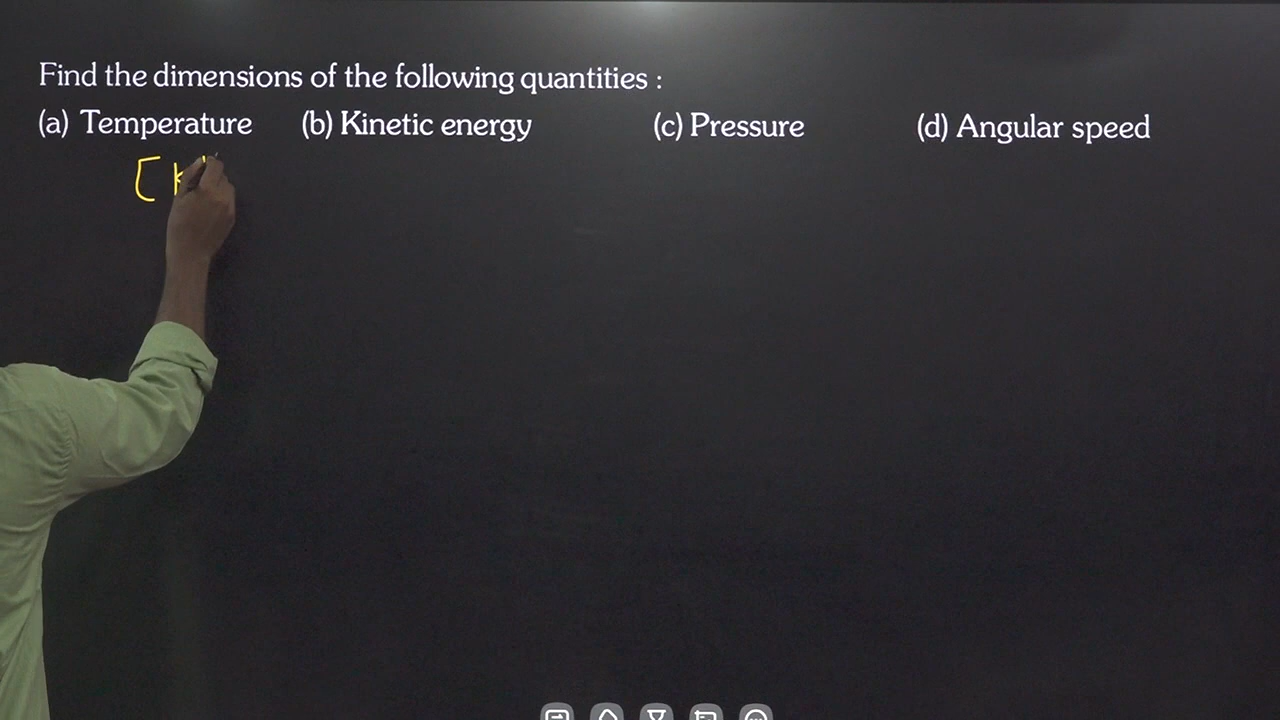 Find the dimensions of the following quantities :
(a) Temperature (b) Kinetic energy (c) Pressure (d) Angular speed
[